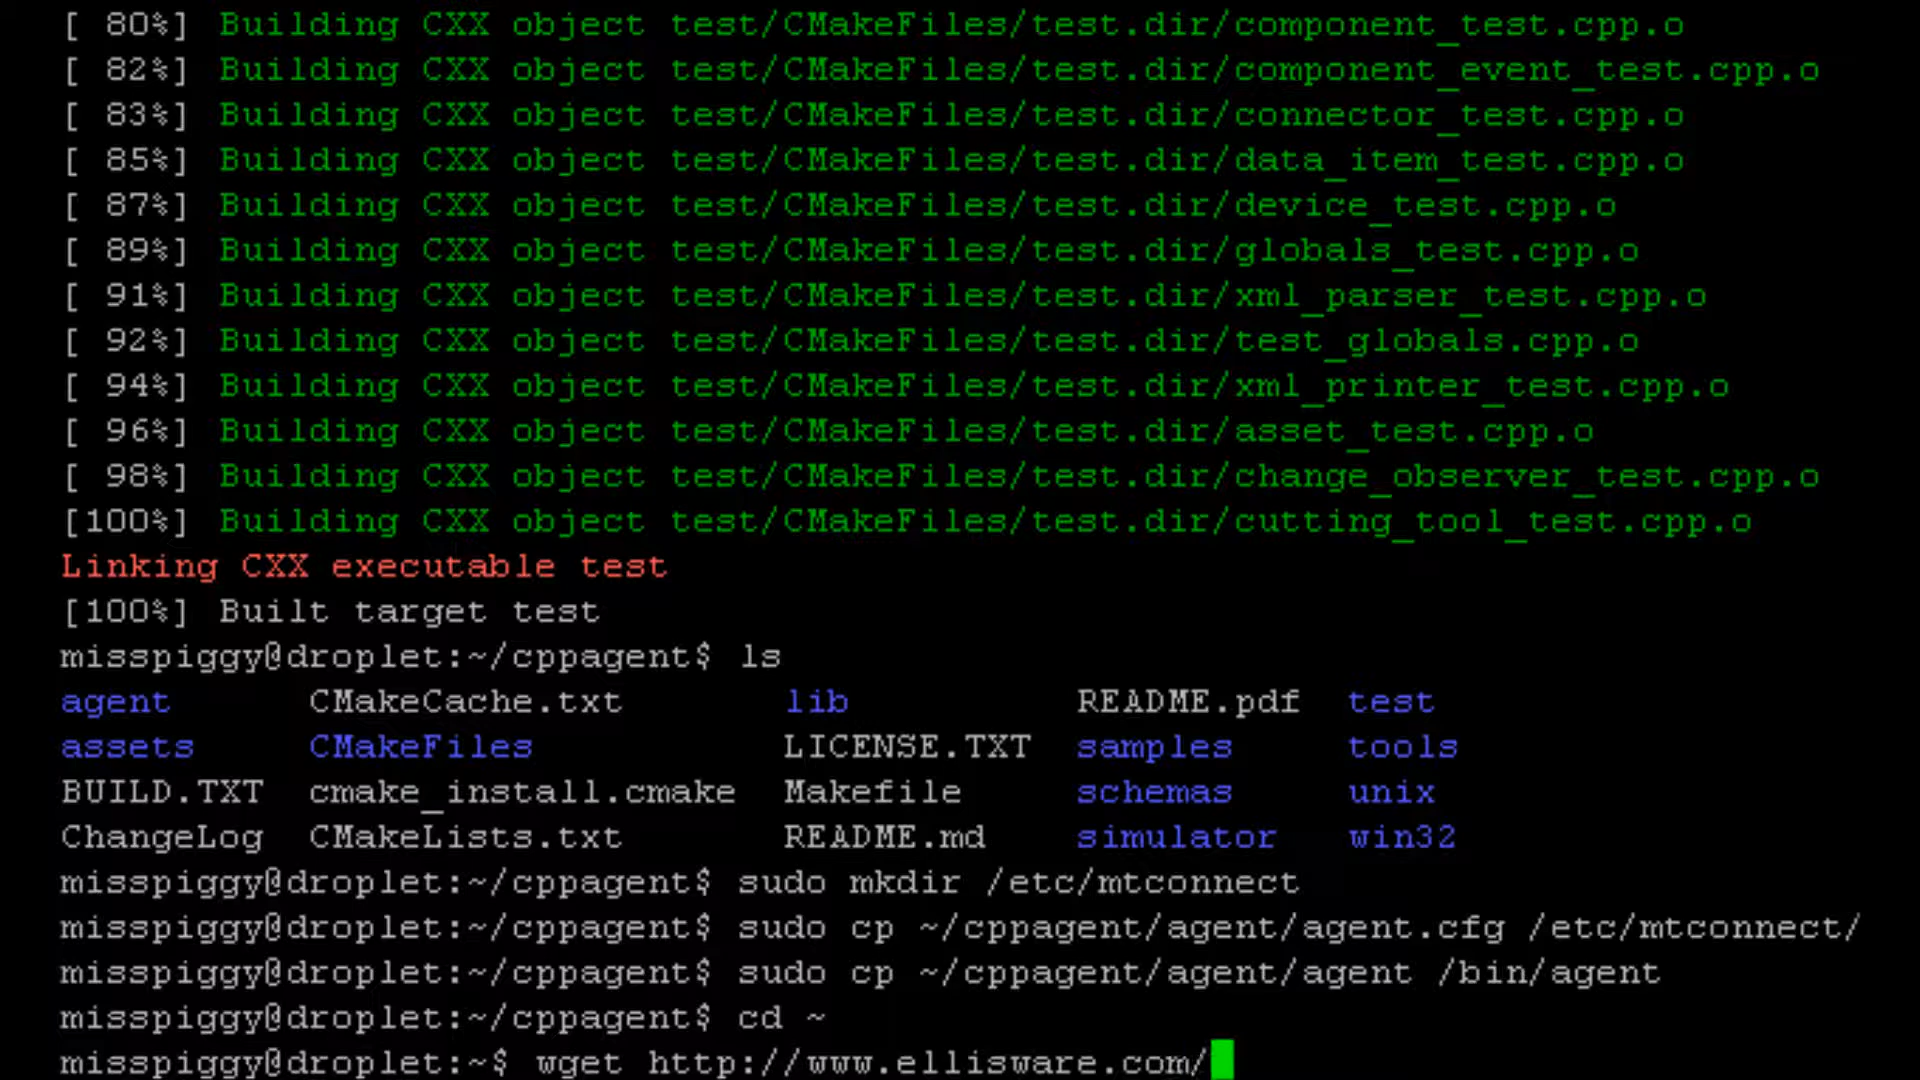 [ 80%] Building CXX object test/CMakeFiles/test.dir/component_test.cpp.o
[ 82%] Building CXX object test/CMakeFiles/test.dir/component_event_test.cpp.o
[ 83%] Building CXX object test/CMakeFiles/test.dir/connector_test.cpp.o
[ 85%] Building CXX object test/CMakeFiles/test.dir/data_item_test.cpp.o
[ 87%] Building CXX object test/CMakeFiles/test.dir/device_test.cpp.o
[ 89%] Building CXX object test/CMakeFiles/test.dir/globals_test.cpp.o
[ 91%] Building CXX object test/CMakeFiles/test.dir/xml_parser_test.cpp.o
[ 92%] Building CXX object test/CMakeFiles/test.dir/test_globals.cpp.o
[ 94%] Building CXX object test/CMakeFiles/test.dir/xml_printer_test.cpp.o
[ 96%] Building CXX object test/CMakeFiles/test.dir/asset_test.cpp.o
[ 98%] Building CXX object test/CMakeFiles/test.dir/change_observer_test.cpp.o
[100%] Building CXX object test/CMakeFiles/test.dir/cutting_tool_test.cpp.o
Linking CXX executable test
[100%] Built target test
misspiggy@droplet:~/cppagent$ ls
agent      CMakeCache.txt       lib          README.pdf  test
assets     CMakeFiles           LICENSE.TXT  samples     tools
BUILD.TXT  cmake_install.cmake  Makefile     schemas     unix
ChangeLog  CMakeLists.txt       README.md    simulator   win32
misspiggy@droplet:~/cppagent$ sudo mkdir /etc/mtconnect
misspiggy@droplet:~/cppagent$ sudo cp ~/cppagent/agent/agent.cfg /etc/mtconnect/
misspiggy@droplet:~/cppagent$ sudo cp ~/cppagent/agent/agent /bin/agent
misspiggy@droplet:~/cppagent$ cd ~
misspiggy@droplet:~$ wget http://www.ellisware.com/